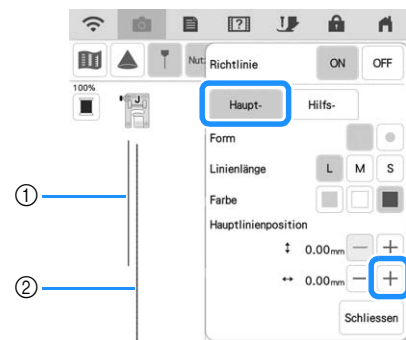 Nut
Richtlinie ON OFF
100%
J
Haupt- Hilfs-
Form
①
Linienlänge L M S
Farbe
Hauptlinienposition
↕ 0.00mm − +
② ↔ 0.00mm − +
Schliessen